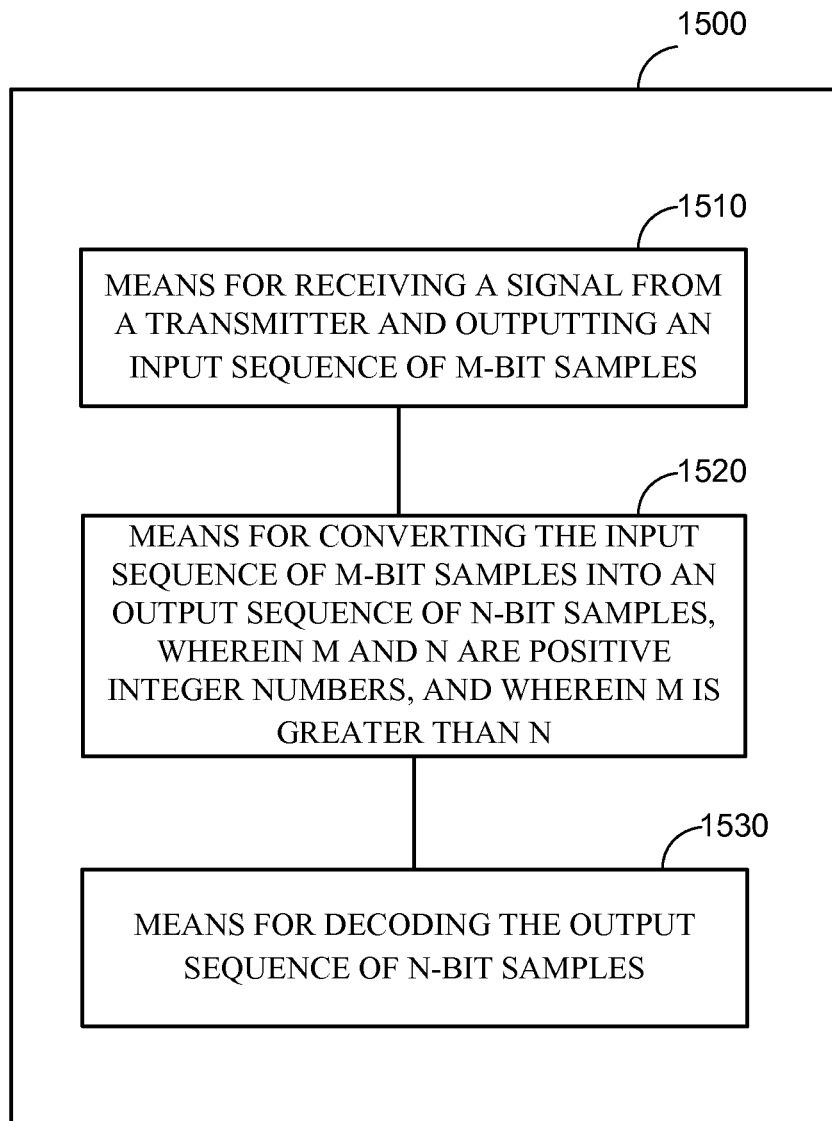 1500
1510
MEANS FOR RECEIVING A SIGNAL FROM
A TRANSMITTER AND OUTPUTTING AN
INPUT SEQUENCE OF M-BIT SAMPLES
1520
MEANS FOR CONVERTING THE INPUT
SEQUENCE OF M-BIT SAMPLES INTO AN
OUTPUT SEQUENCE OF N-BIT SAMPLES,
WHEREIN M AND N ARE POSITIVE
INTEGER NUMBERS, AND WHEREIN M IS
GREATER THAN N
1530
MEANS FOR DECODING THE OUTPUT
SEQUENCE OF N-BIT SAMPLES